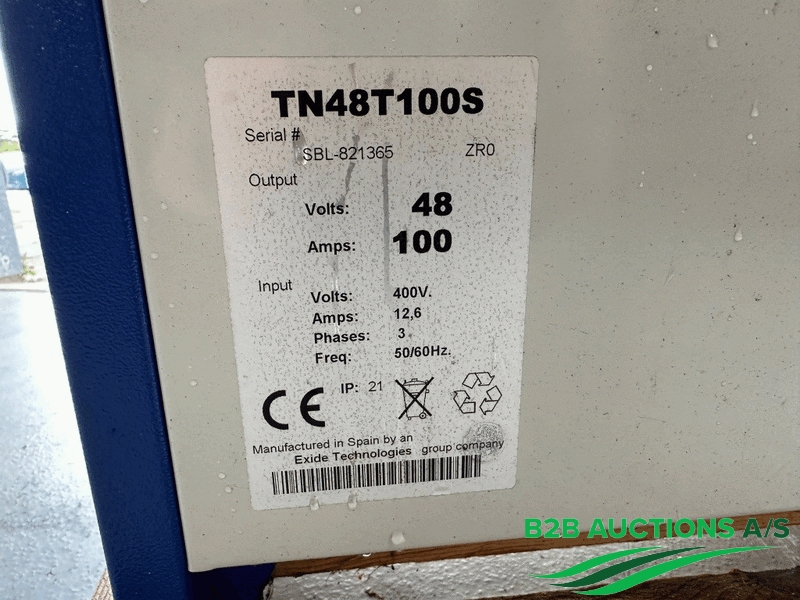 TN48T100S
Serial #
SBL-821365 ZR0
Output
Volts: 48
Amps: 100
Input
Volts: 400V.
Amps: 12,6
Phases: 3
Freq: 50/60Hz.
CE IP: 21
Manufactured in Spain by an
Exide Technologies group company
B2B AUCTIONS A/S